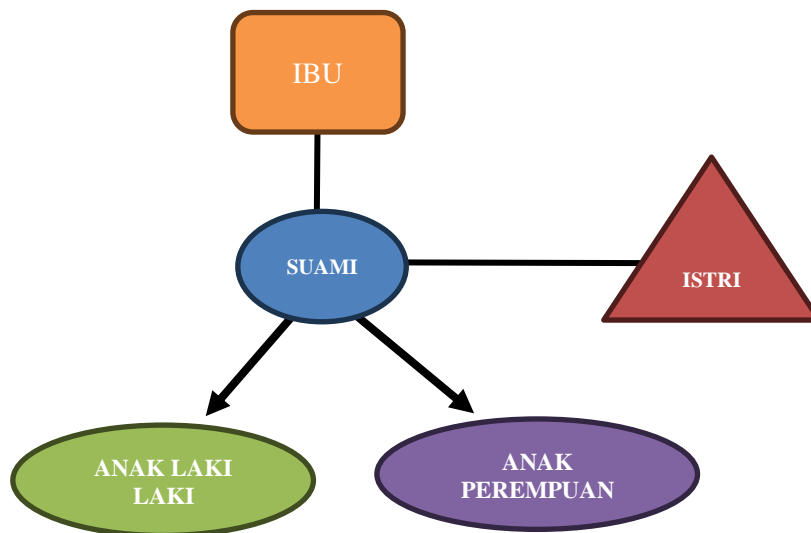 IBU
SUAMI
ISTRI
ANAK LAKI
LAKI
ANAK
PEREMPUAN